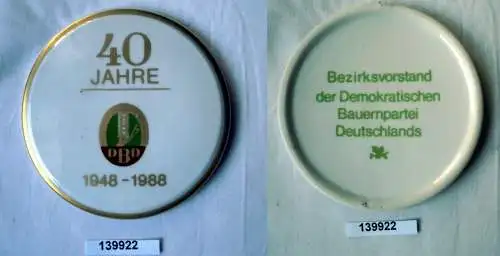 40
JAHRE
DBD
1948 - 1988
139922
Bezirksvorstand
der Demokratischen
Bauernpartei
Deutschlands
139922